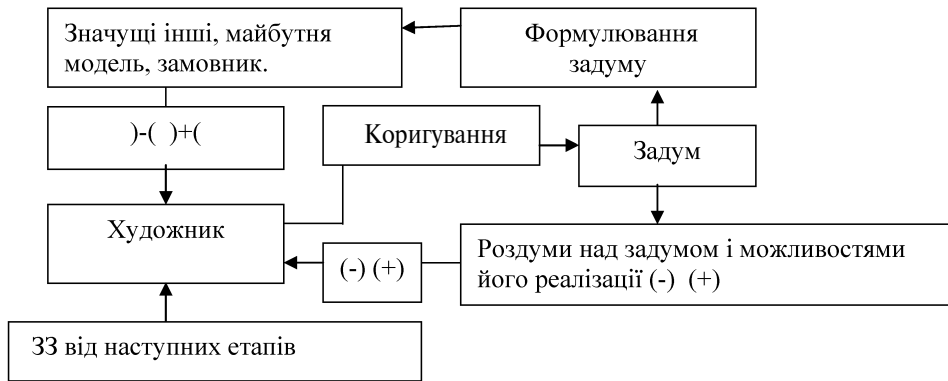 Значущі інші, майбутня
модель, замовник.
Формулювання
задуму
)-( )+(
Коригування
Задум
Художник
(-) (+)
Роздуми над задумом і можливостями
його реалізації (-) (+)
ЗЗ від наступних етапів